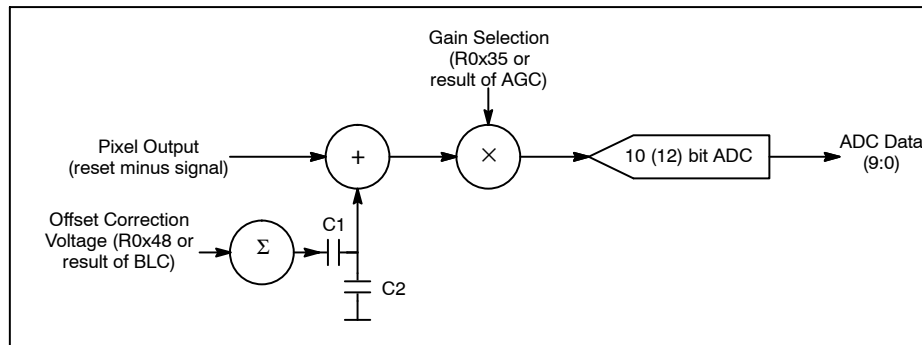 Gain Selection
(R0x35 or
result of AGC)
Pixel Output
(reset minus signal)
+
×
10 (12) bit ADC
ADC Data
(9:0)
Offset Correction
Voltage (R0x48 or
result of BLC)
Σ
C1
C2